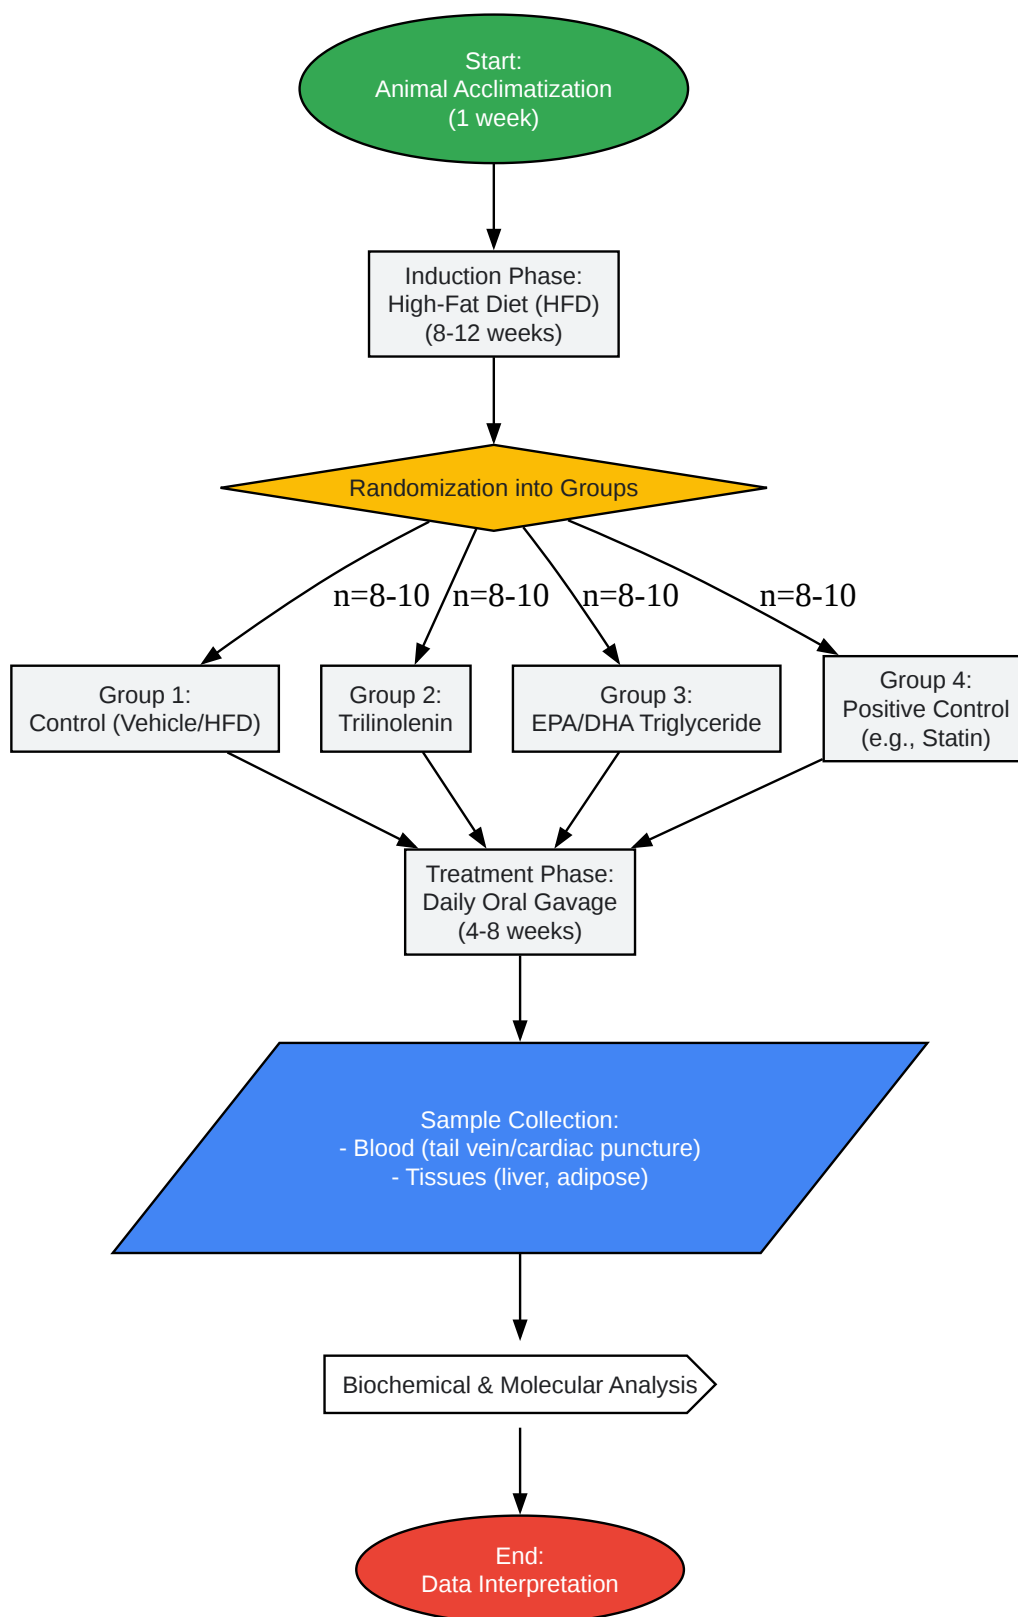 Start:
Animal Acclimatization
(1 week)
Induction Phase:
High-Fat Diet (HFD)
(8-12 weeks)
Randomization into Groups
n=8-10
n=8-10
n=8-10
n=8-10
Group 1:
Control (Vehicle/HFD)
Group 2:
Trilinolenin
Group 3:
EPA/DHA Triglyceride
Group 4:
Positive Control
(e.g., Statin)
Treatment Phase:
Daily Oral Gavage
(4-8 weeks)
Sample Collection:
- Blood (tail vein/cardiac puncture)
- Tissues (liver, adipose)
Biochemical & Molecular Analysis
End:
Data Interpretation